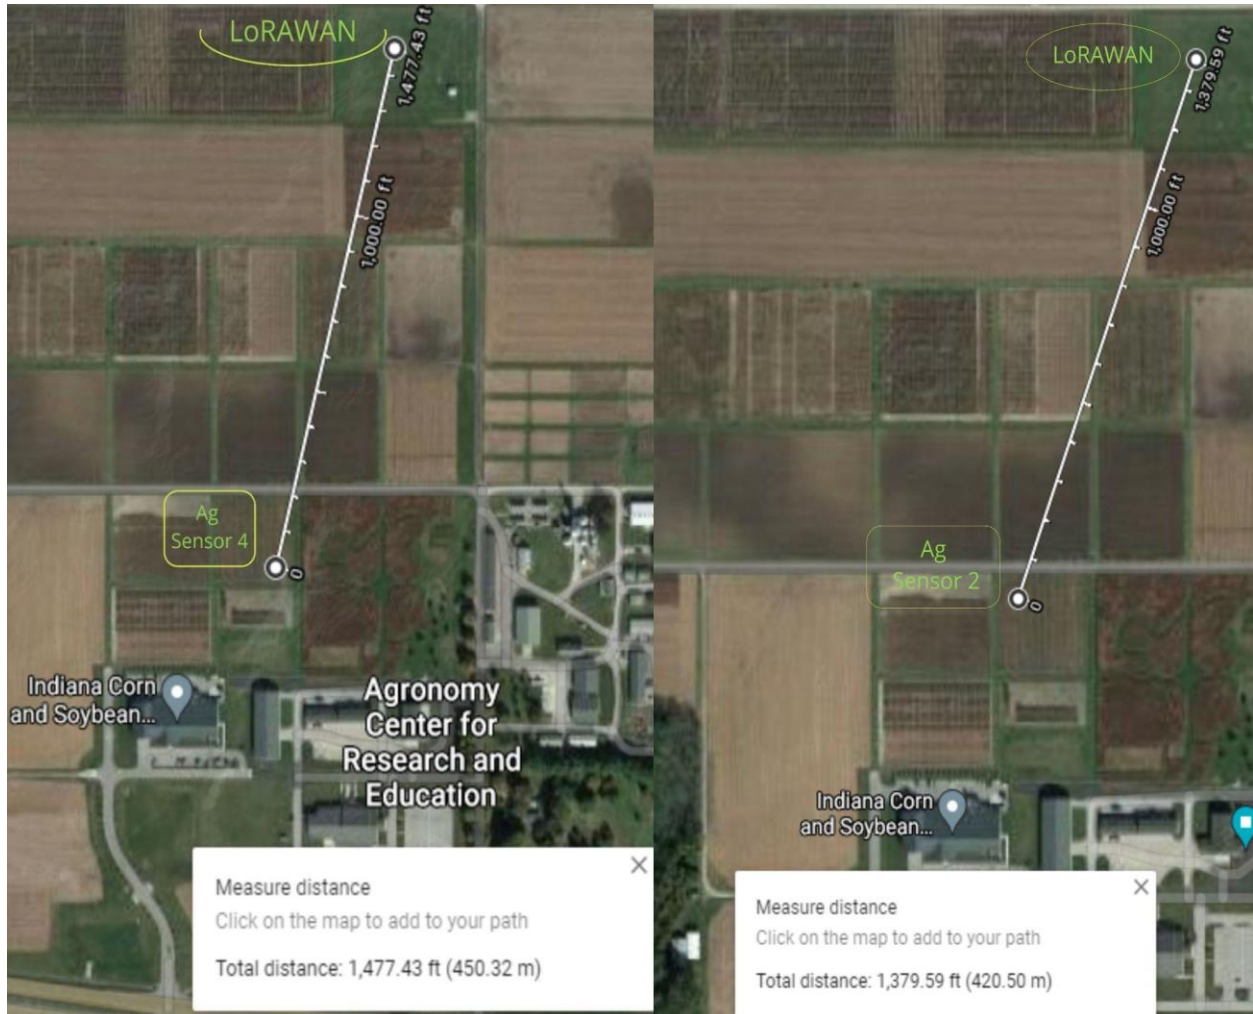 LoRAWAN
1,477.43 ft
1,000.00 ft
Ag
Sensor 4
0
Indiana Corn
and Soybean...
Agronomy
Center for
Research and
Education
Measure distance
Click on the map to add to your path
Total distance: 1,477.43 ft (450.32 m)
LoRAWAN
1,379.59 ft
1,000.00 ft
Ag
Sensor 2
0
Indiana Corn
and Soybean...
Measure distance
Click on the map to add to your path
Total distance: 1,379.59 ft (420.50 m)